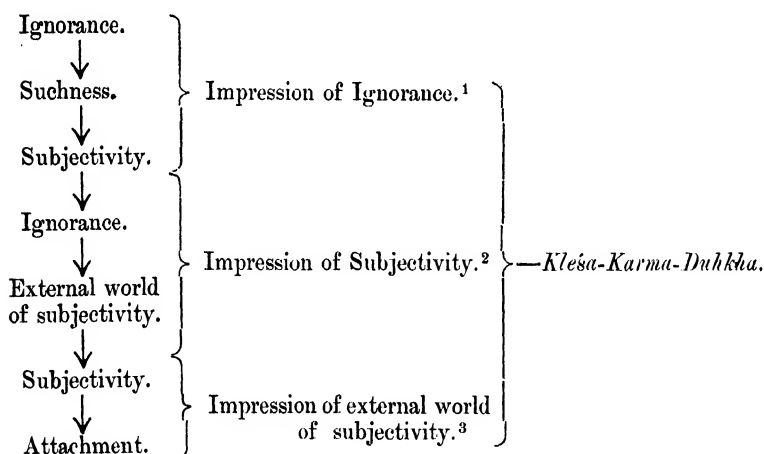 Ignorance.
Suchness.
Impression of Ignorance.¹
Subjectivity.
Ignorance.
Impression of Subjectivity.²
—Kleśa-Karma-Duḥkha.
External world
of subjectivity.
Subjectivity.
Impression of external world
of subjectivity.³
Attachment.